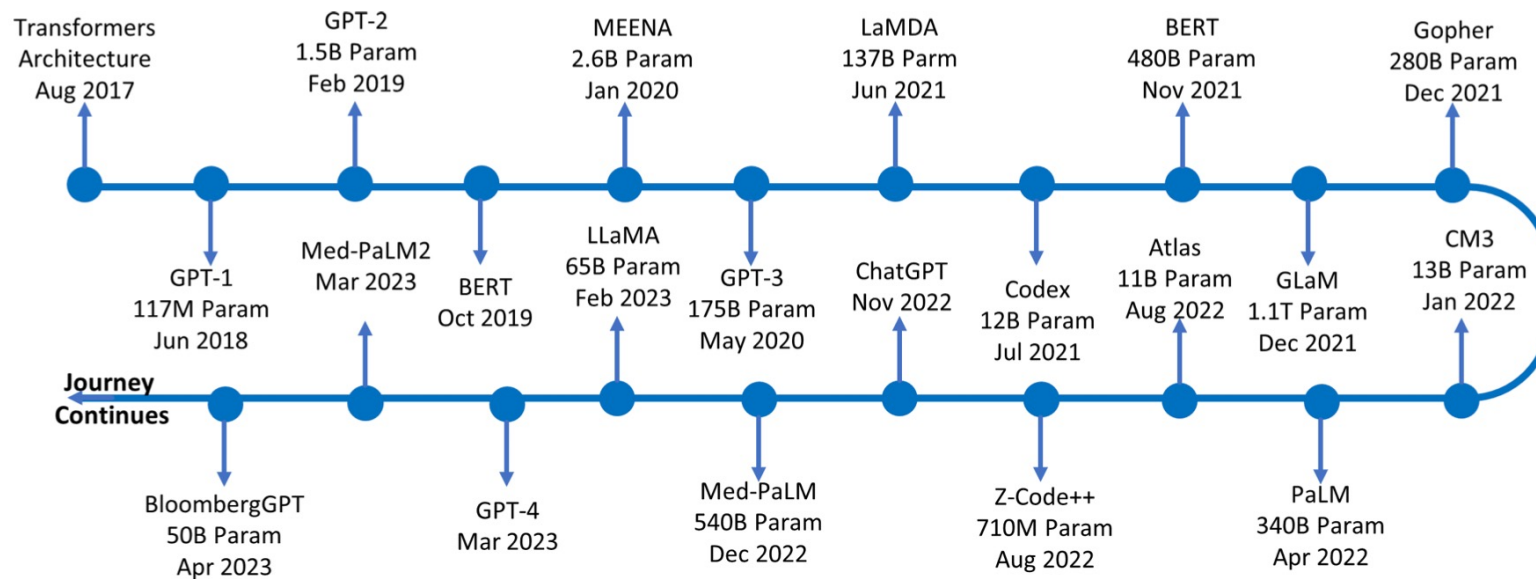 Transformers
Architecture
Aug 2017
GPT-1
117M Param
Jun 2018
GPT-2
1.5B Param
Feb 2019
BERT
Oct 2019
MEENA
2.6B Param
Jan 2020
GPT-3
175B Param
May 2020
LaMDA
137B Parm
Jun 2021
Codex
12B Param
Jul 2021
BERT
480B Param
Nov 2021
GLaM
1.1T Param
Dec 2021
Gopher
280B Param
Dec 2021
CM3
13B Param
Jan 2022
PaLM
340B Param
Apr 2022
Atlas
11B Param
Aug 2022
Z-Code++
710M Param
Aug 2022
ChatGPT
Nov 2022
Med-PaLM
540B Param
Dec 2022
LLaMA
65B Param
Feb 2023
GPT-4
Mar 2023
Med-PaLM2
Mar 2023
BloombergGPT
50B Param
Apr 2023
Journey
Continues